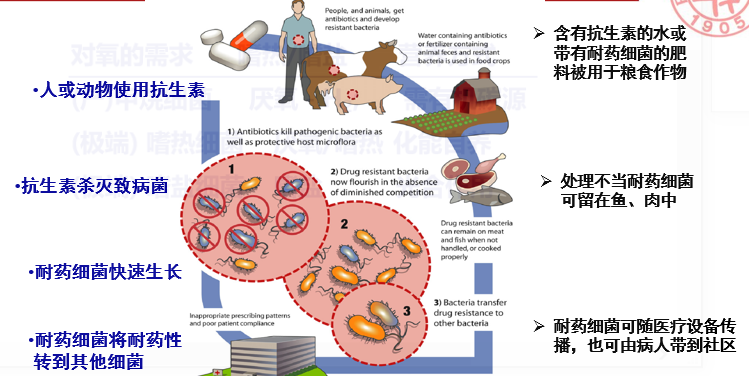 People, and animals, get
antibiotics and develop
resistant bacteria
Water containing antibiotics
or fertilizer containing
animal feces and resistant
bacteria is used in food crops
➢ 含有抗生素的水或
带有耐药细菌的肥
料被用于粮食作物
•人或动物使用抗生素
1) Antibiotics kill pathogenic bacteria as
well as protective host microflora
1
2) Drug resistant bacteria
now flourish in the absence
of diminished competition
•抗生素杀灭致病菌
➢ 处理不当耐药细菌
可留在鱼、肉中
2
Drug resistant bacteria
can remain on meat
and fish when not
handled, or cooked
properly
•耐药细菌快速生长
3
3) Bacteria transfer
drug resistance to
other bacteria
Inappropriate prescribing patterns
and poor patient compliance
•耐药细菌将耐药性
转到其他细菌
➢ 耐药细菌可随医疗设备传
播，也可由病人带到社区
1905
对氧的需求